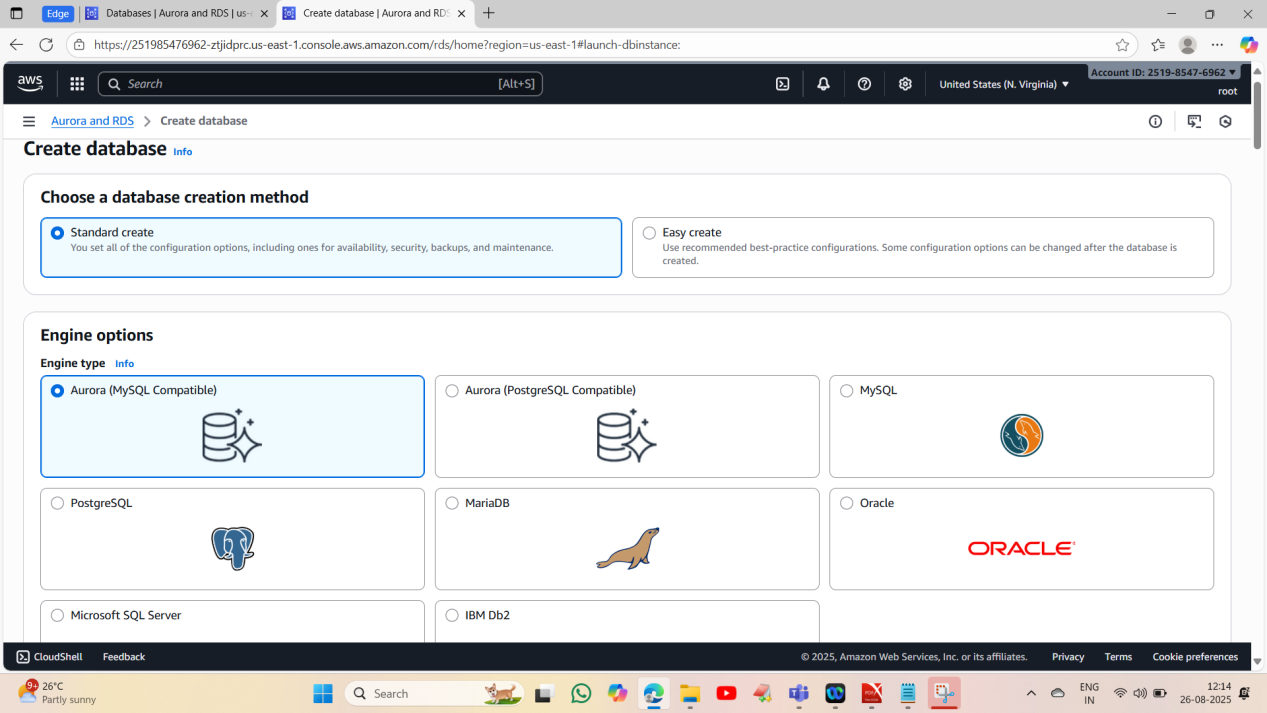 Edge
Databases | Aurora and RDS | us-
Create database | Aurora and RDS
https://251985476962-ztjidprc.us-east-1.console.aws.amazon.com/rds/home?region=us-east-1#launch-dbinstance:
aws
Search
[Alt+S]
United States (N. Virginia)
Account ID: 2519-8547-6962
root
Aurora and RDS
Create database
Create database Info
Choose a database creation method
Standard create
You set all of the configuration options, including ones for availability, security, backups, and maintenance.
Easy create
Use recommended best-practice configurations. Some configuration options can be changed after the database is
created.
Engine options
Engine type Info
Aurora (MySQL Compatible)
Aurora (PostgreSQL Compatible)
MySQL
PostgreSQL
MariaDB
Oracle
ORACLE
Microsoft SQL Server
IBM Db2
CloudShell
Feedback
© 2025, Amazon Web Services, Inc. or its affiliates.
Privacy
Terms
Cookie preferences
9+
26°C
Partly sunny
Search
ENG
IN
12:14
26-08-2025